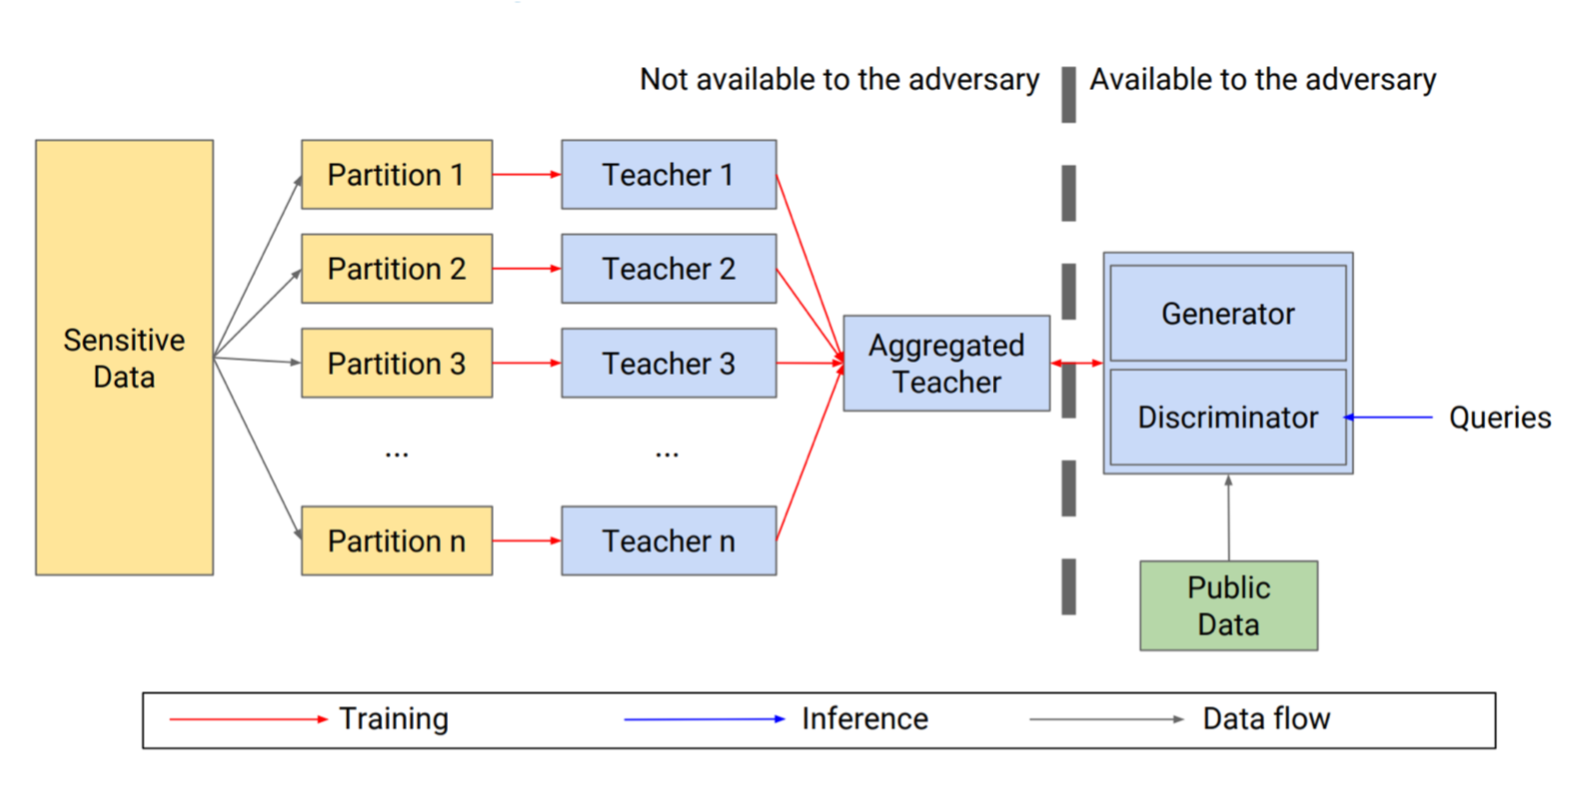 Not available to the adversary
Available to the adversary
Sensitive
Data
Partition 1
Teacher 1
Partition 2
Teacher 2
Partition 3
Teacher 3
...
...
Partition n
Teacher n
Aggregated
Teacher
Generator
Discriminator
Queries
Public
Data
Training
Inference
Data flow